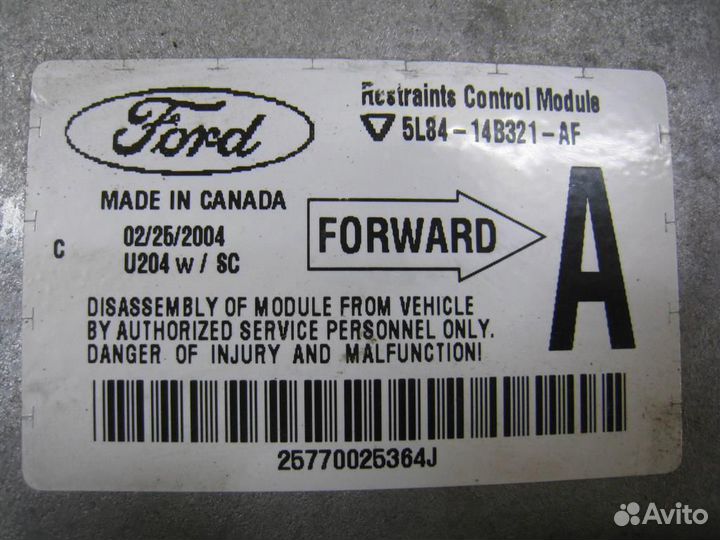 Ford
Restraints Control Module
5L84-14B321-AF
MADE IN CANADA
C
02/25/2004
U204 w / SC
FORWARD
A
DISASSEMBLY OF MODULE FROM VEHICLE
BY AUTHORIZED SERVICE PERSONNEL ONLY.
DANGER OF INJURY AND MALFUNCTION!
25770025364J
Avito